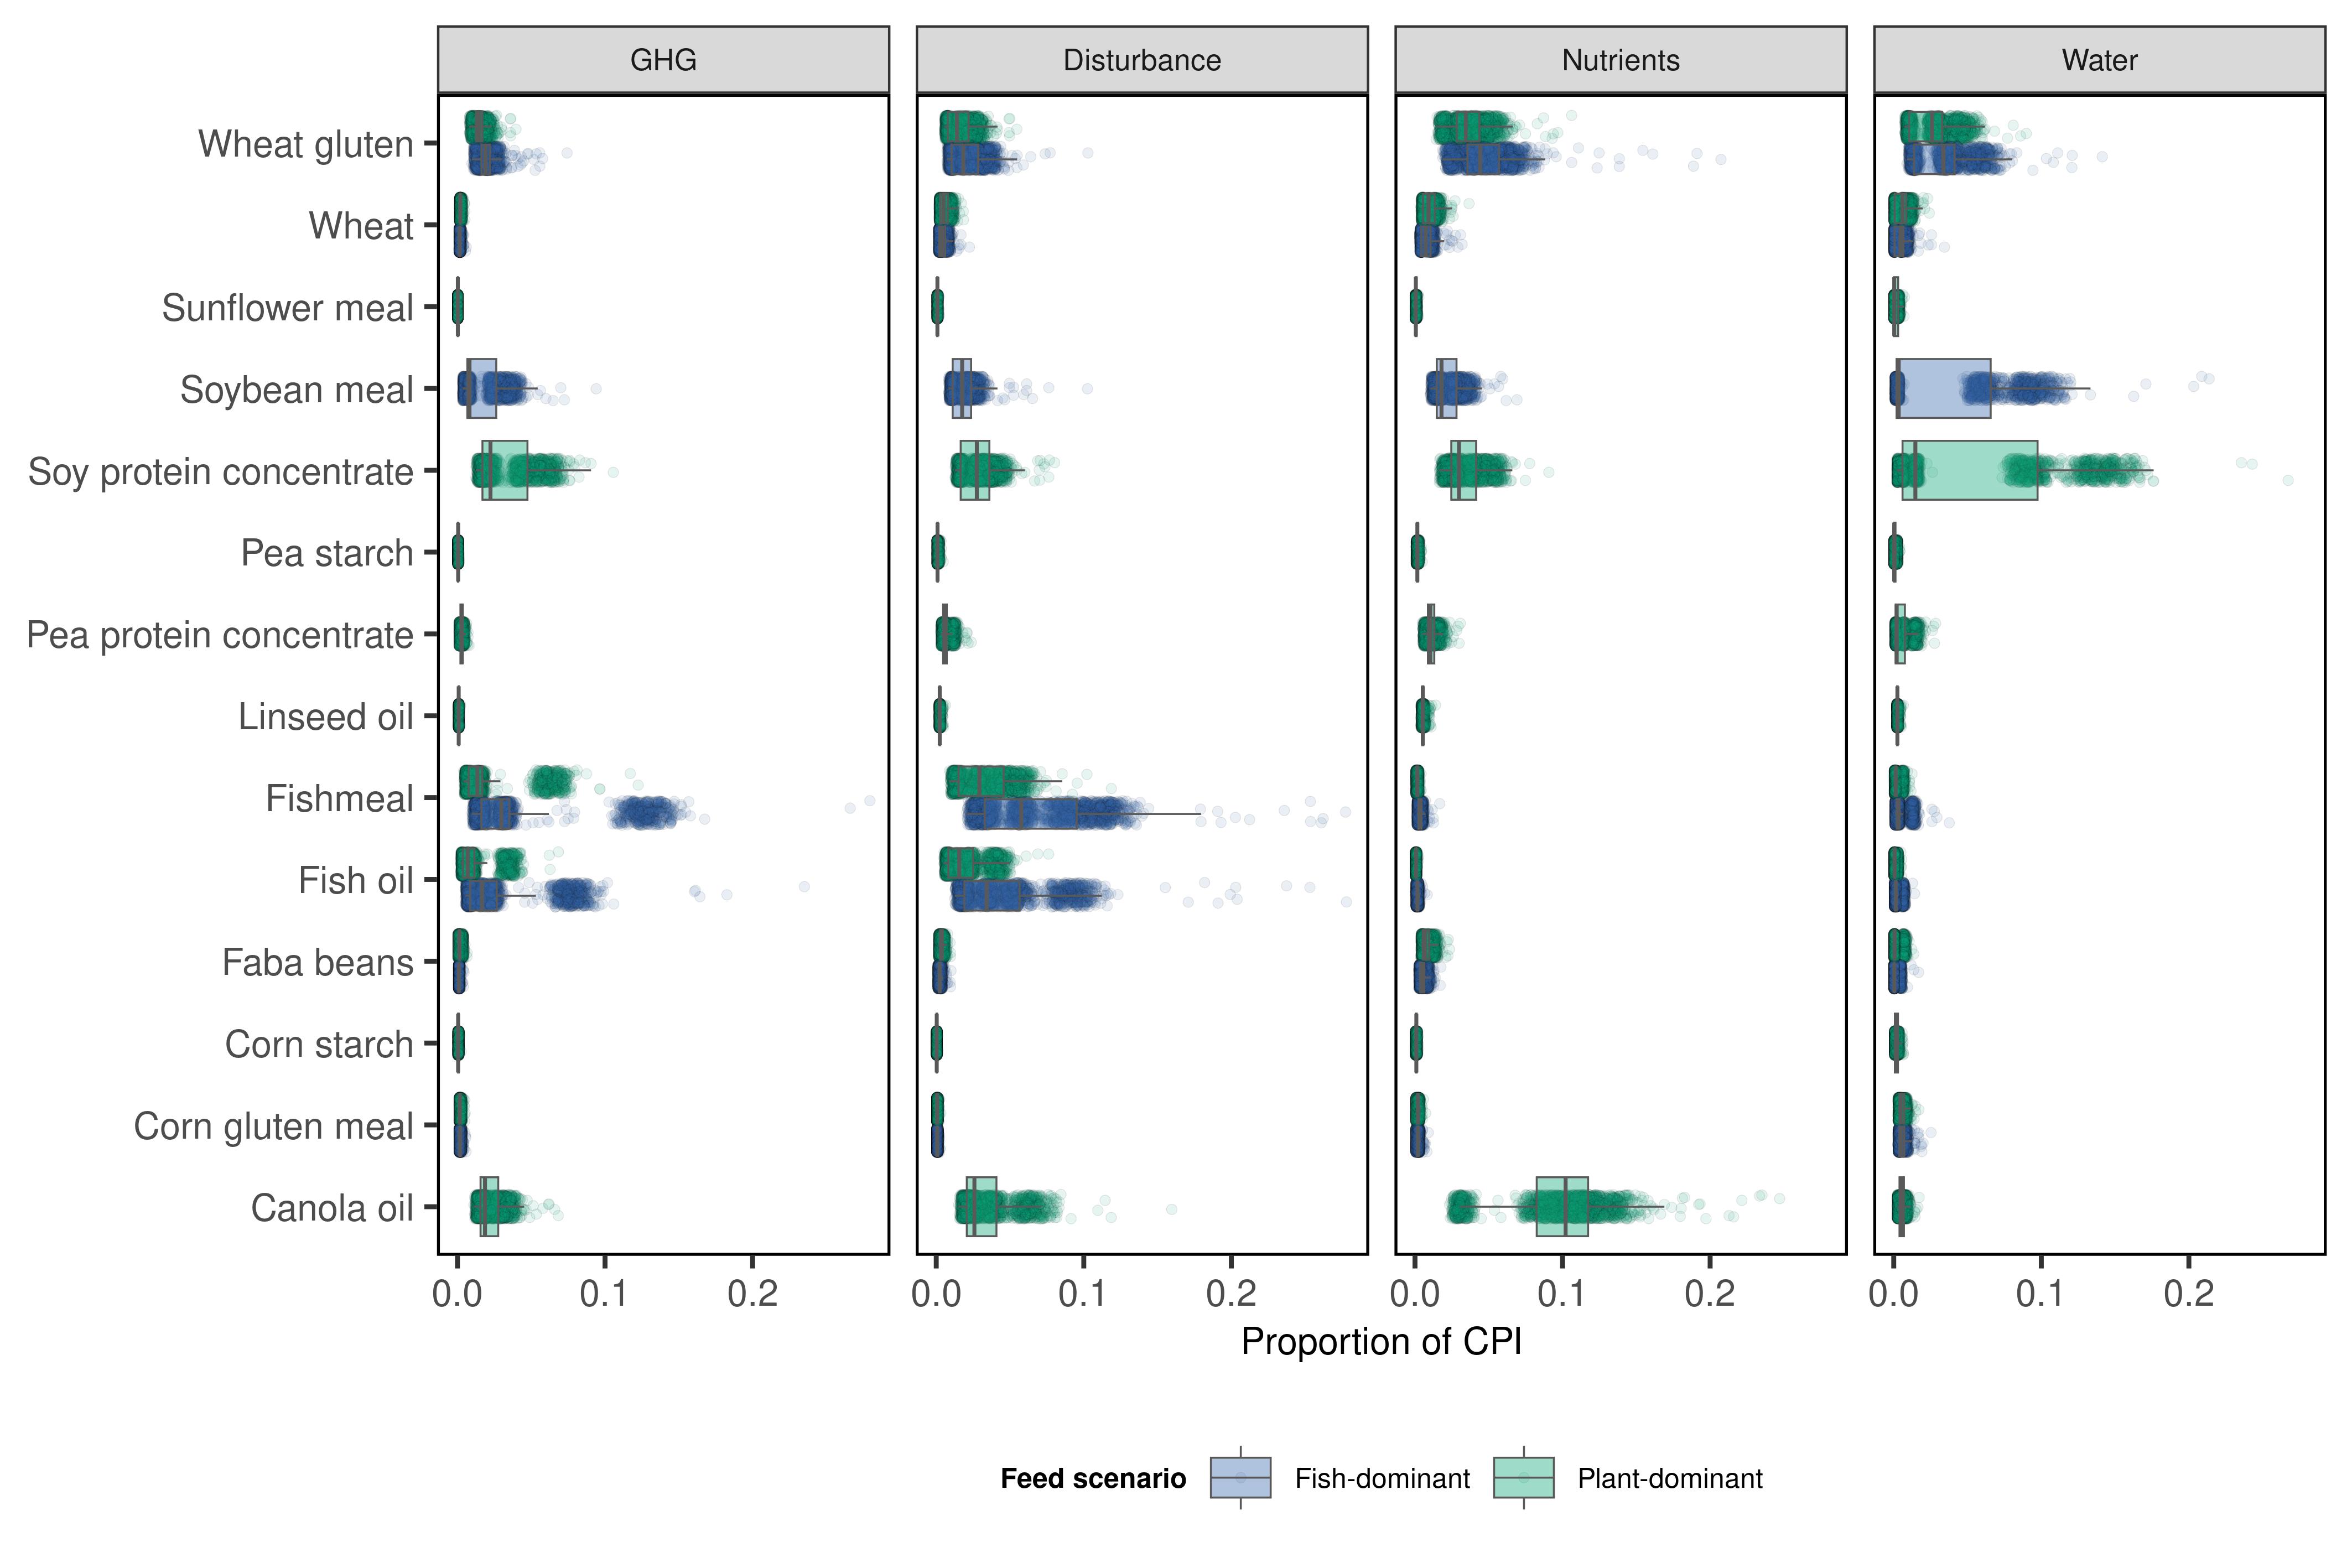 GHG Disturbance Nutrients Water
Wheat gluten
Wheat
Sunflower meal
Soybean meal
Soy protein concentrate
Pea starch
Pea protein concentrate
Linseed oil
Fishmeal
Fish oil
Faba beans
Corn starch
Corn gluten meal
Canola oil
0.0 0.1 0.2 0.0 0.1 0.2 0.0 0.1 0.2 0.0 0.1 0.2
Proportion of CPI
Feed scenario Fish-dominant Plant-dominant